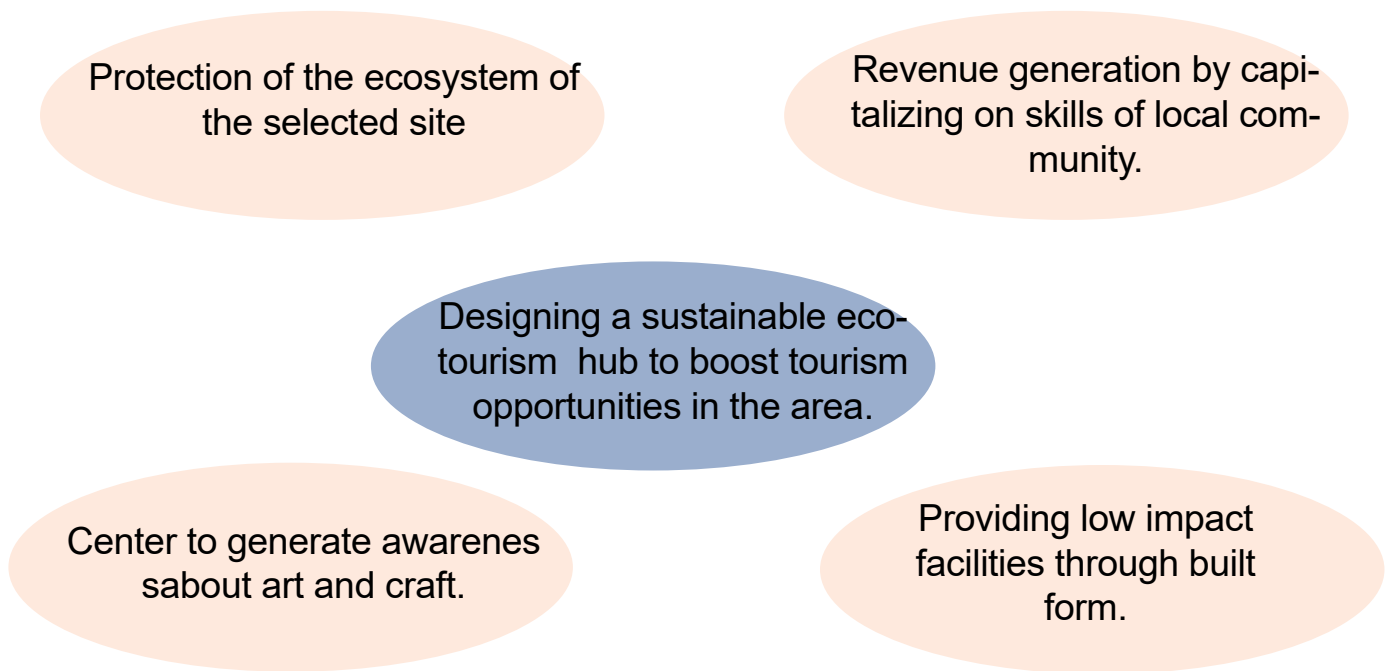 Protection of the ecosystem of
the selected site
Revenue generation by capi-
talizing on skills of local com-
munity.
Designing a sustainable eco-
tourism  hub to boost tourism
opportunities in the area.
Center to generate awarenes
sabout art and craft.
Providing low impact
facilities through built
form.